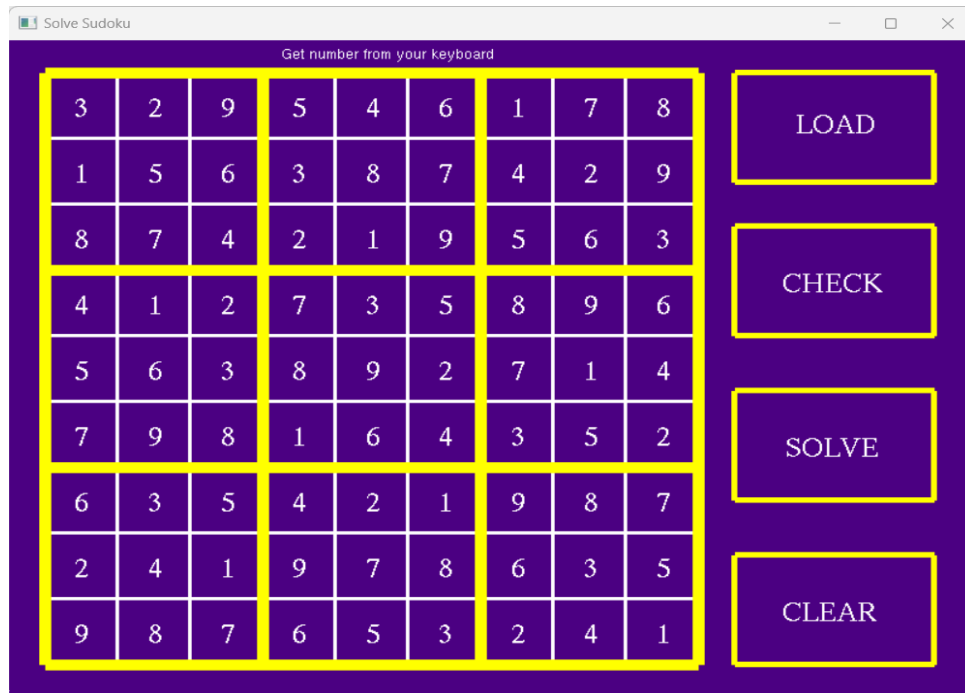 Solve Sudoku
Get number from your keyboard
3 2 9 5 4 6 1 7 8
LOAD
1 5 6 3 8 7 4 2 9
8 7 4 2 1 9 5 6 3
CHECK
4 1 2 7 3 5 8 9 6
5 6 3 8 9 2 7 1 4
7 9 8 1 6 4 3 5 2
SOLVE
6 3 5 4 2 1 9 8 7
2 4 1 9 7 8 6 3 5
9 8 7 6 5 3 2 4 1
CLEAR